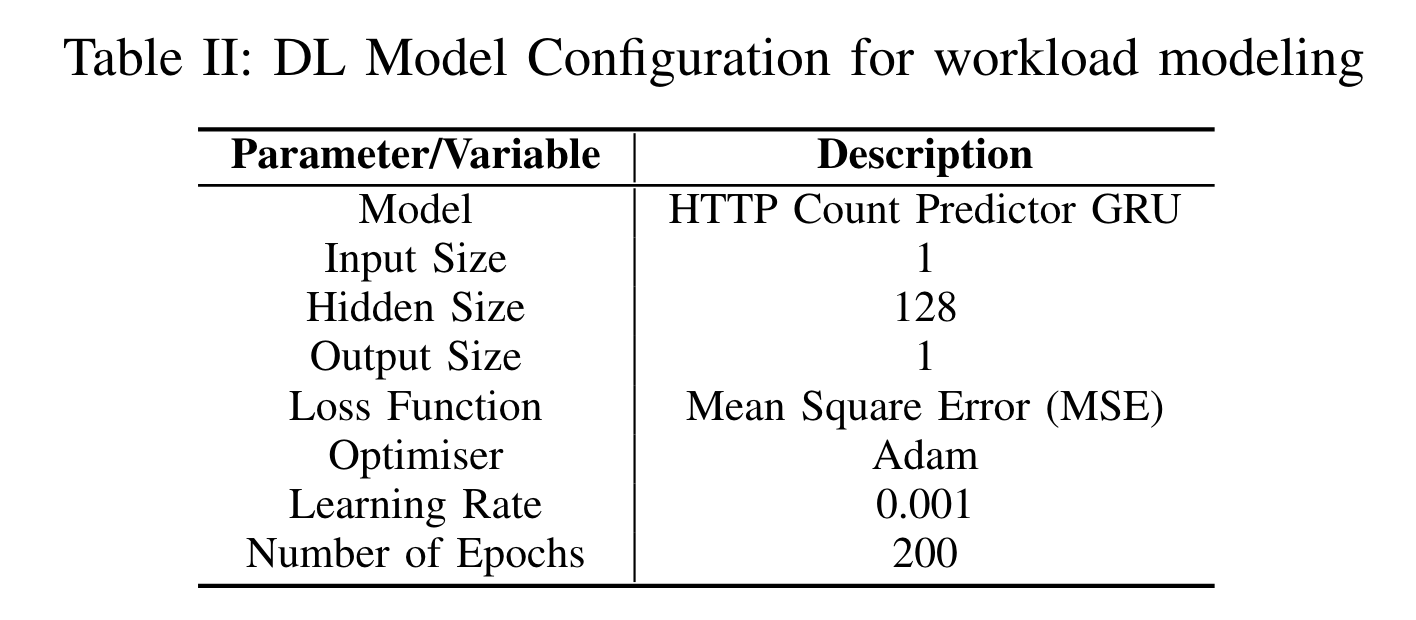 Table II: DL Model Configuration for workload modeling
Parameter/Variable Description
Model HTTP Count Predictor GRU
Input Size 1
Hidden Size 128
Output Size 1
Loss Function Mean Square Error (MSE)
Optimiser Adam
Learning Rate 0.001
Number of Epochs 200